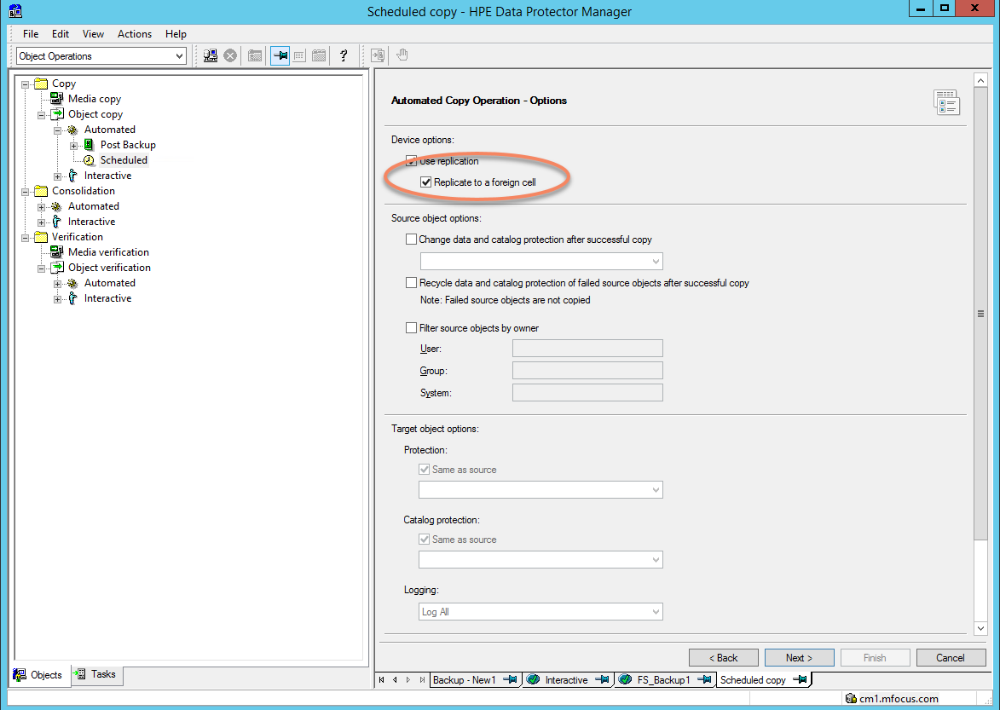 Scheduled copy - HPE Data Protector Manager
File Edit View Actions Help
Object Operations
?
Copy
Media copy
Object copy
Automated
Post Backup
Scheduled
Interactive
Consolidation
Automated
Interactive
Verification
Media verification
Object verification
Automated
Interactive
Objects
Tasks
Automated Copy Operation - Options
Device options:
Use replication
Replicate to a foreign cell
Source object options:
Change data and catalog protection after successful copy
Recycle data and catalog protection of failed source objects after successful copy
Note: Failed source objects are not copied
Filter source objects by owner
User:
Group:
System:
Target object options:
Protection:
Same as source
Catalog protection:
Same as source
Logging:
Log All
< Back Next > Finish Cancel
Backup - New1 Interactive FS_Backup1 Scheduled copy
cm1.mfocus.com